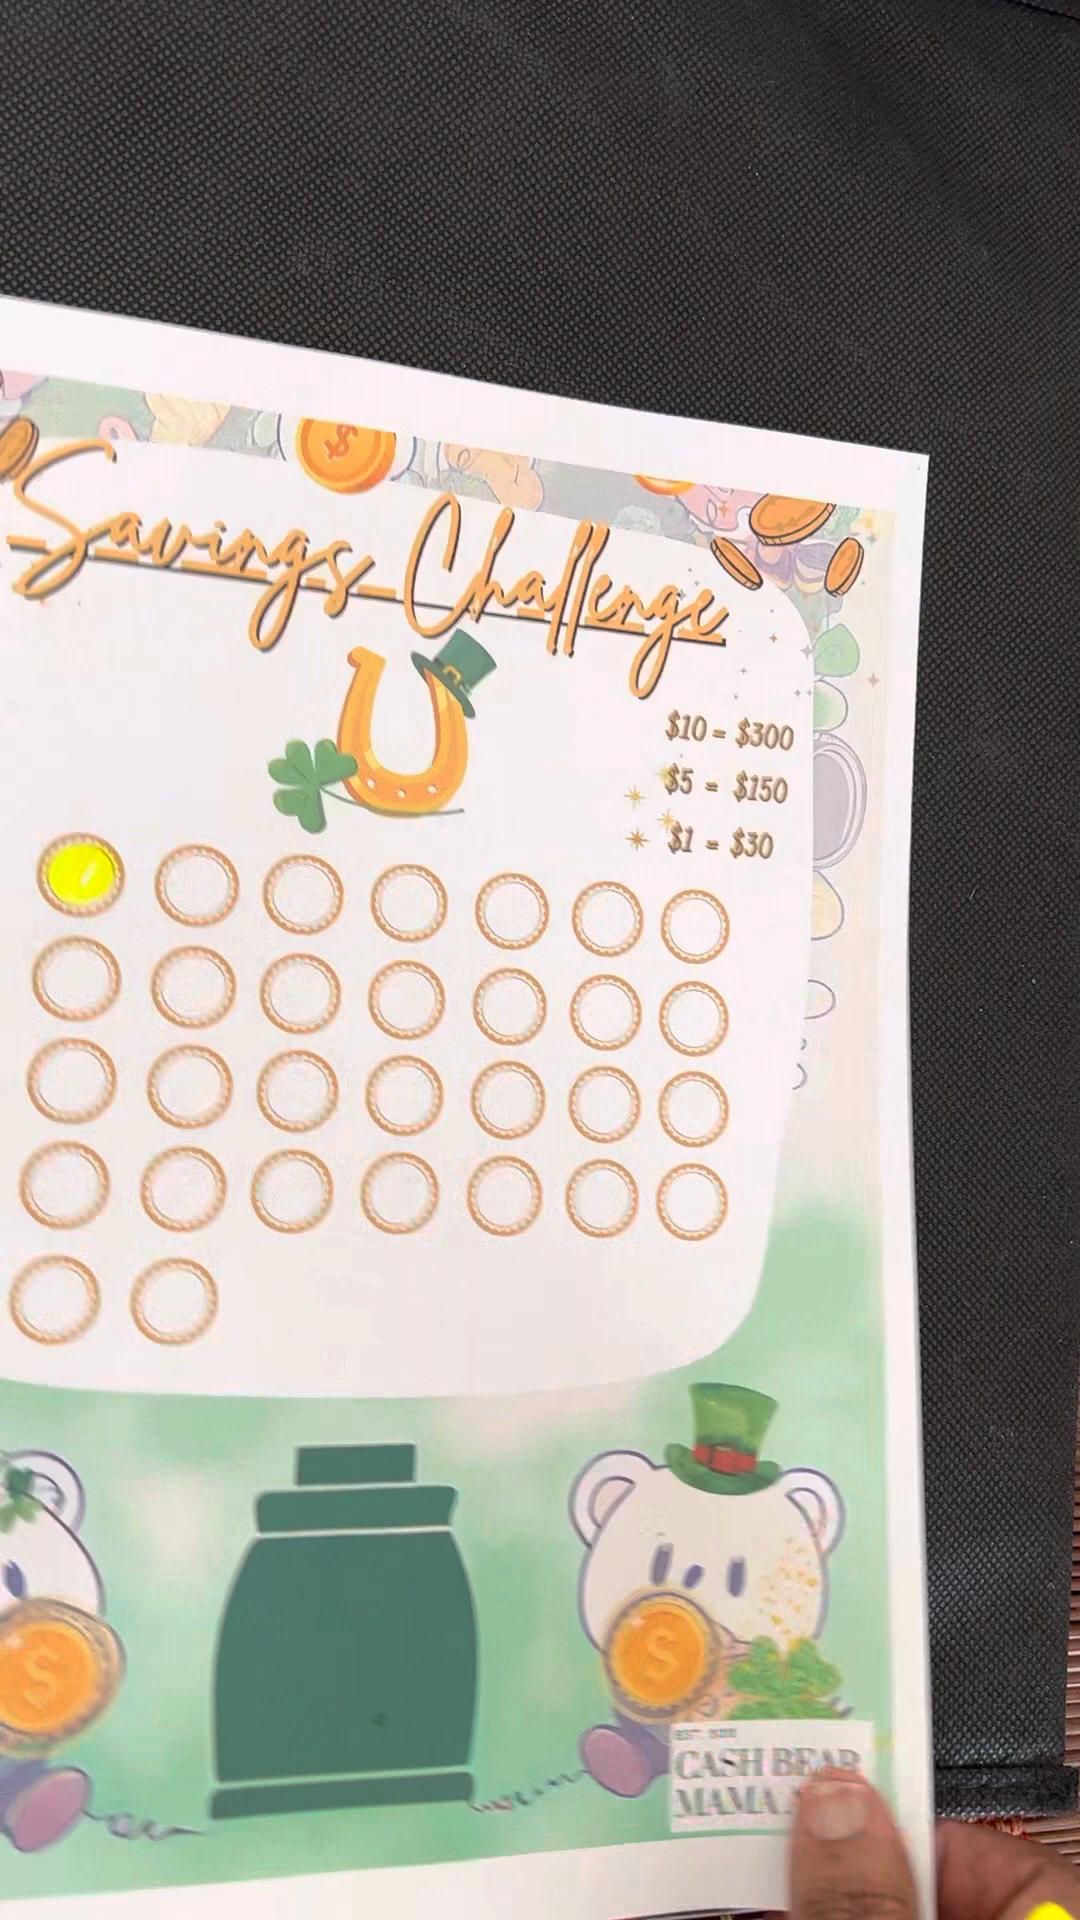 Savings Challenge
$10 = $300
$5 = $150
$1 = $30
CASH BEAR
MAMA